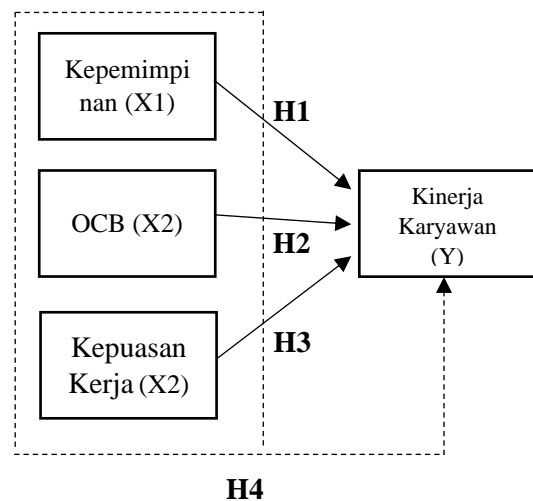 Kepemimpi
nan (X1)
H1
OCB (X2)
H2
Kinerja
Karyawan
(Y)
Kepuasan
Kerja (X2)
H3
H4